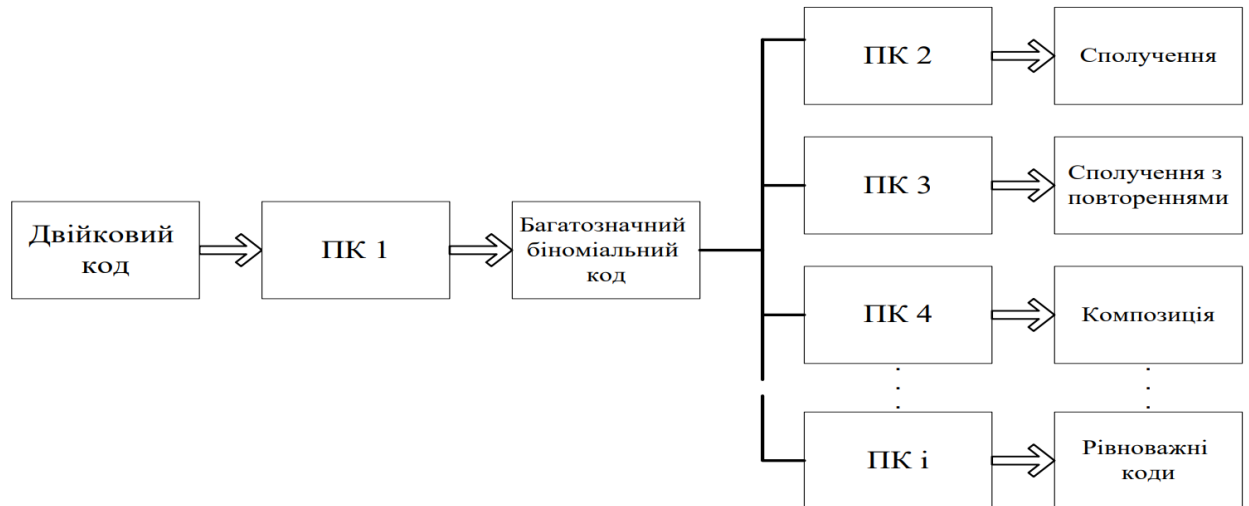 ПК 2
Сполучення
ПК 3
Сполучення з
повтореннями
Двійковий
код
ПК 1
Багатозначний
біноміальний
код
ПК 4
Композиція
ПК і
Рівноважні
коди